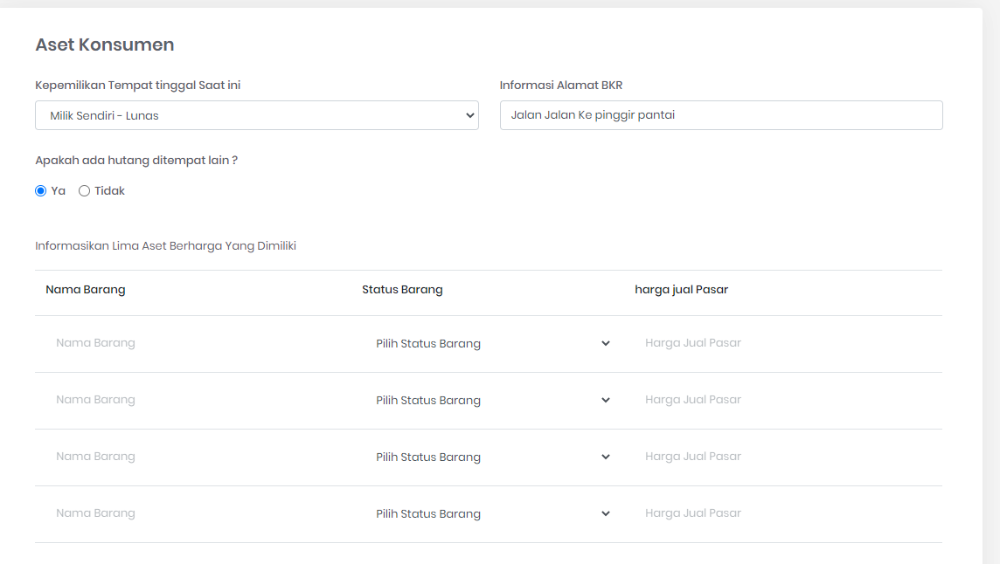 Aset Konsumen
Kepemilikan Tempat tinggal Saat ini Informasi Alamat BKR
Milik Sendiri - Lunas Jalan Jalan Ke pinggir pantai
Apakah ada hutang ditempat lain ?
Ya Tidak
Informasikan Lima Aset Berharga Yang Dimiliki
Nama Barang Status Barang harga jual Pasar
Nama Barang Pilih Status Barang Harga Jual Pasar
Nama Barang Pilih Status Barang Harga Jual Pasar
Nama Barang Pilih Status Barang Harga Jual Pasar
Nama Barang Pilih Status Barang Harga Jual Pasar